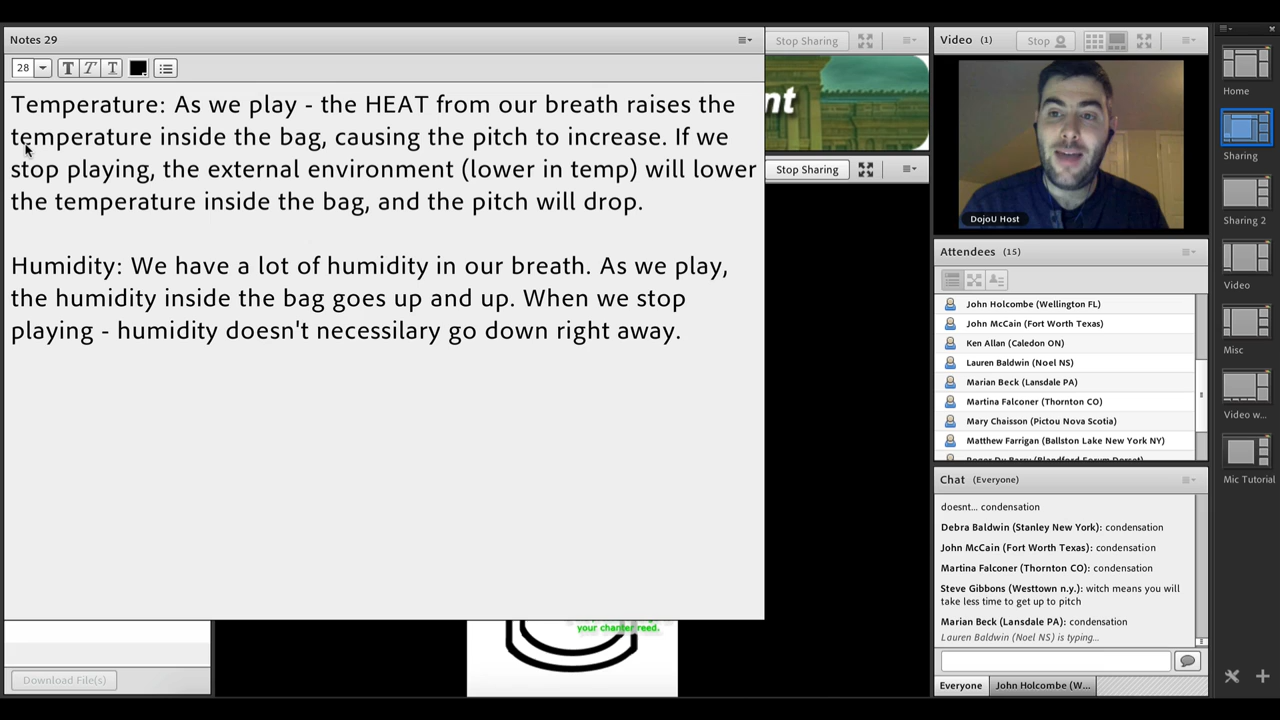 Notes 29
28
T T T
Temperature: As we play - the HEAT from our breath raises the
temperature inside the bag, causing the pitch to increase. If we
stop playing, the external environment (lower in temp) will lower
the temperature inside the bag, and the pitch will drop.
Humidity: We have a lot of humidity in our breath. As we play,
the humidity inside the bag goes up and up. When we stop
playing - humidity doesn't necessilary go down right away.
Stop Sharing
nt
Stop Sharing
your chanter reed.
Download File(s)
Video (1)
Stop
DojoU Host
Attendees (15)
John Holcombe (Wellington FL)
John McCain (Fort Worth Texas)
Ken Allan (Caledon ON)
Lauren Baldwin (Noel NS)
Marian Beck (Lansdale PA)
Martina Falconer (Thornton CO)
Mary Chaisson (Pictou Nova Scotia)
Matthew Farrigan (Ballston Lake New York NY)
Roger Du Barry (Blandford Forum Dorset)
Chat (Everyone)
doesnt... condensation
Debra Baldwin (Stanley New York): condensation
John McCain (Fort Worth Texas): condensation
Martina Falconer (Thornton CO): condensation
Steve Gibbons (Westtown n.y.): witch means you will
take less time to get up to pitch
Marian Beck (Lansdale PA): condensation
Lauren Baldwin (Noel NS) is typing...
Everyone
John Holcombe (W...
Home
Sharing
Sharing 2
Video
Misc
Video w...
Mic Tutorial